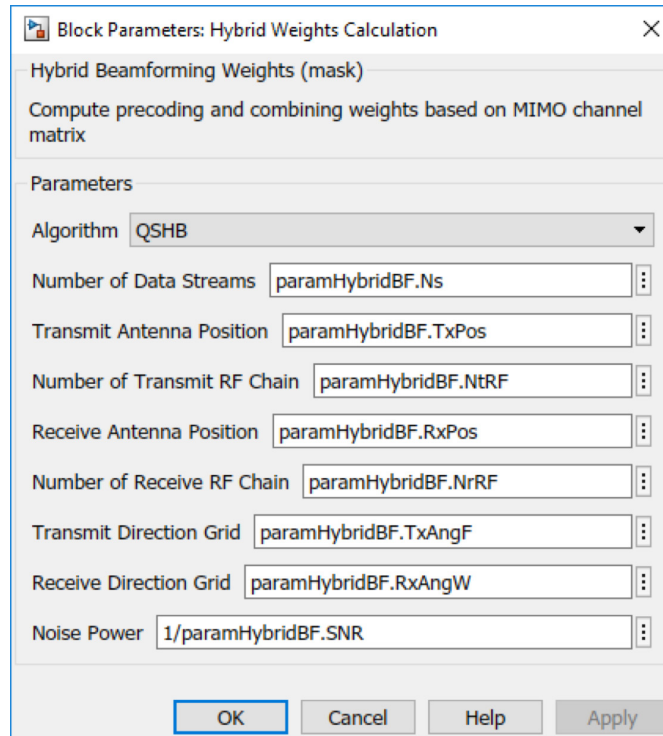 Block Parameters: Hybrid Weights Calculation
Hybrid Beamforming Weights (mask)
Compute precoding and combining weights based on MIMO channel
matrix
Parameters
Algorithm QSHB
Number of Data Streams paramHybridBF.Ns
Transmit Antenna Position paramHybridBF.TxPos
Number of Transmit RF Chain paramHybridBF.NtRF
Receive Antenna Position paramHybridBF.RxPos
Number of Receive RF Chain paramHybridBF.NrRF
Transmit Direction Grid paramHybridBF.TxAngF
Receive Direction Grid paramHybridBF.RxAngW
Noise Power 1/paramHybridBF.SNR
OK Cancel Help Apply